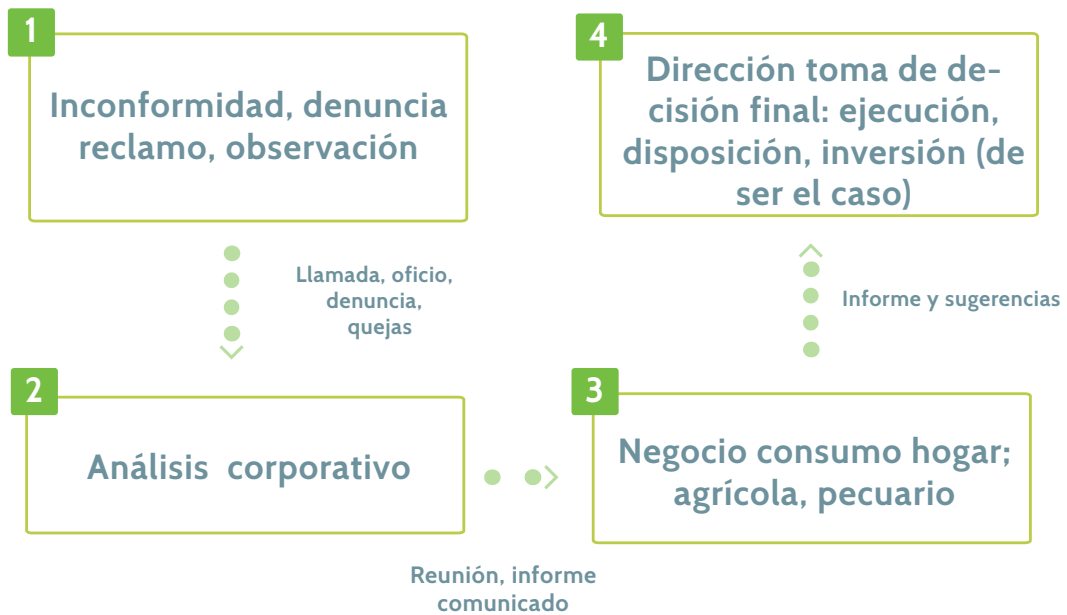 1
Inconformidad, denuncia
reclamo, observación
Llamada, oficio,
denuncia,
quejas
2
Análisis corporativo
Reunión, informe
comunicado
3
Negocio consumo hogar;
agrícola, pecuario
Informe y sugerencias
4
Dirección toma de de-
cisión final: ejecución,
disposición, inversión (de
ser el caso)